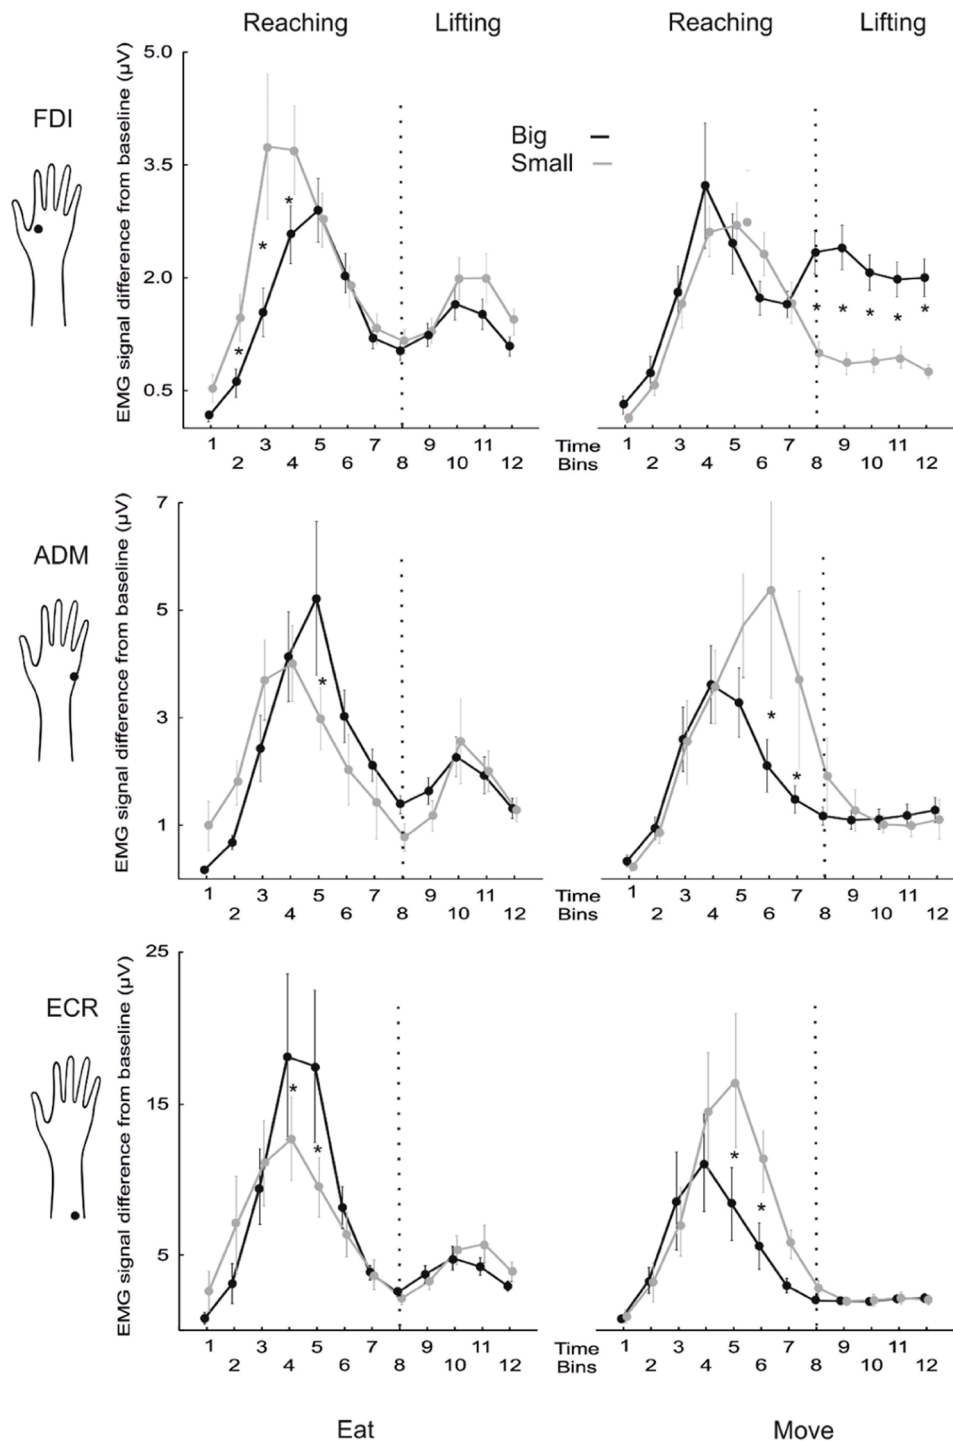 Reaching Lifting Reaching Lifting
FDI
EMG signal difference from baseline (µV)
5.0
3.5
2.0
0.5
Big
Small
* * *
* * * * *
1 3 5 7 9 11 Time 1 3 5 7 9 11
2 4 6 8 10 12 Bins 2 4 6 8 10 12
ADM
EMG signal difference from baseline (µV)
7
5
3
1
*
* *
1 3 5 7 9 11 Time 1 3 5 7 9 11
2 4 6 8 10 12 Bins 2 4 6 8 10 12
ECR
EMG signal difference from baseline (µV)
25
15
5
* *
* *
1 3 5 7 9 11 Time 1 3 5 7 9 11
2 4 6 8 10 12 Bins 2 4 6 8 10 12
Eat Move